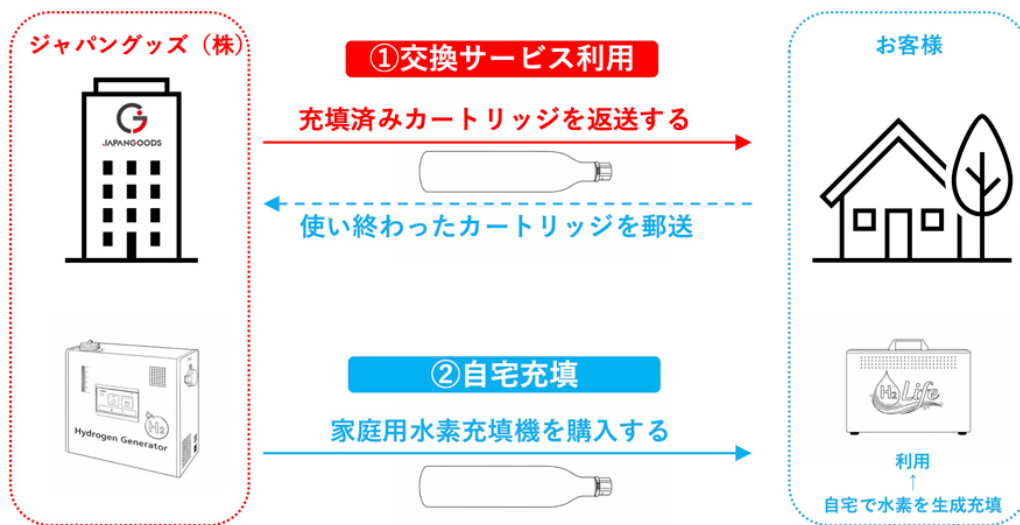 ジャパングッズ（株）
JAPANGOODS
Hydrogen Generator
H2
①交換サービス利用
充填済みカートリッジを返送する
使い終わったカートリッジを郵送
②自宅充填
家庭用水素充填機を購入する
お客様
H2 Life
利用
↑
自宅で水素を生成充填